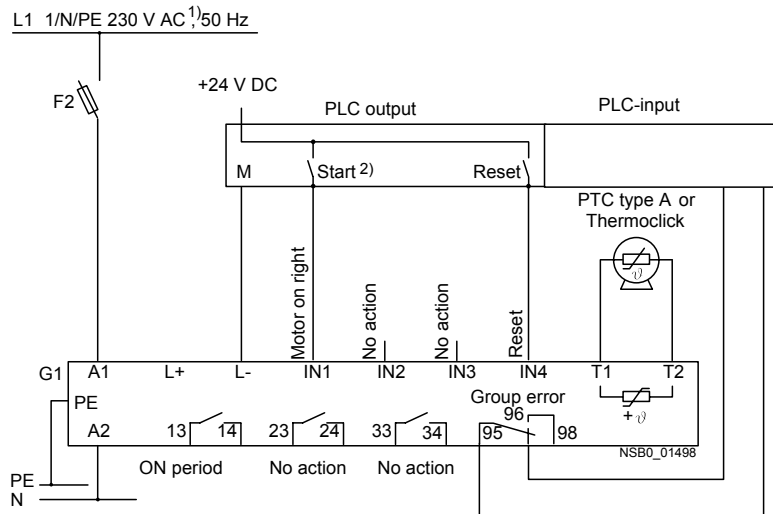 L1 1/N/PE 230 V AC 1), 50 Hz
F2
+24 V DC
PLC output
PLC-input
M
Start 2)
Reset
PTC type A or
Thermoclick
ϑ
Motor on right
No action
No action
Reset
G1
A1
L+
L-
IN1
IN2
IN3
IN4
T1
T2
PE
Group error
+ϑ
A2
13
14
23
24
33
34
95
96
98
NSB0_01498
ON period
No action
No action
PE
N